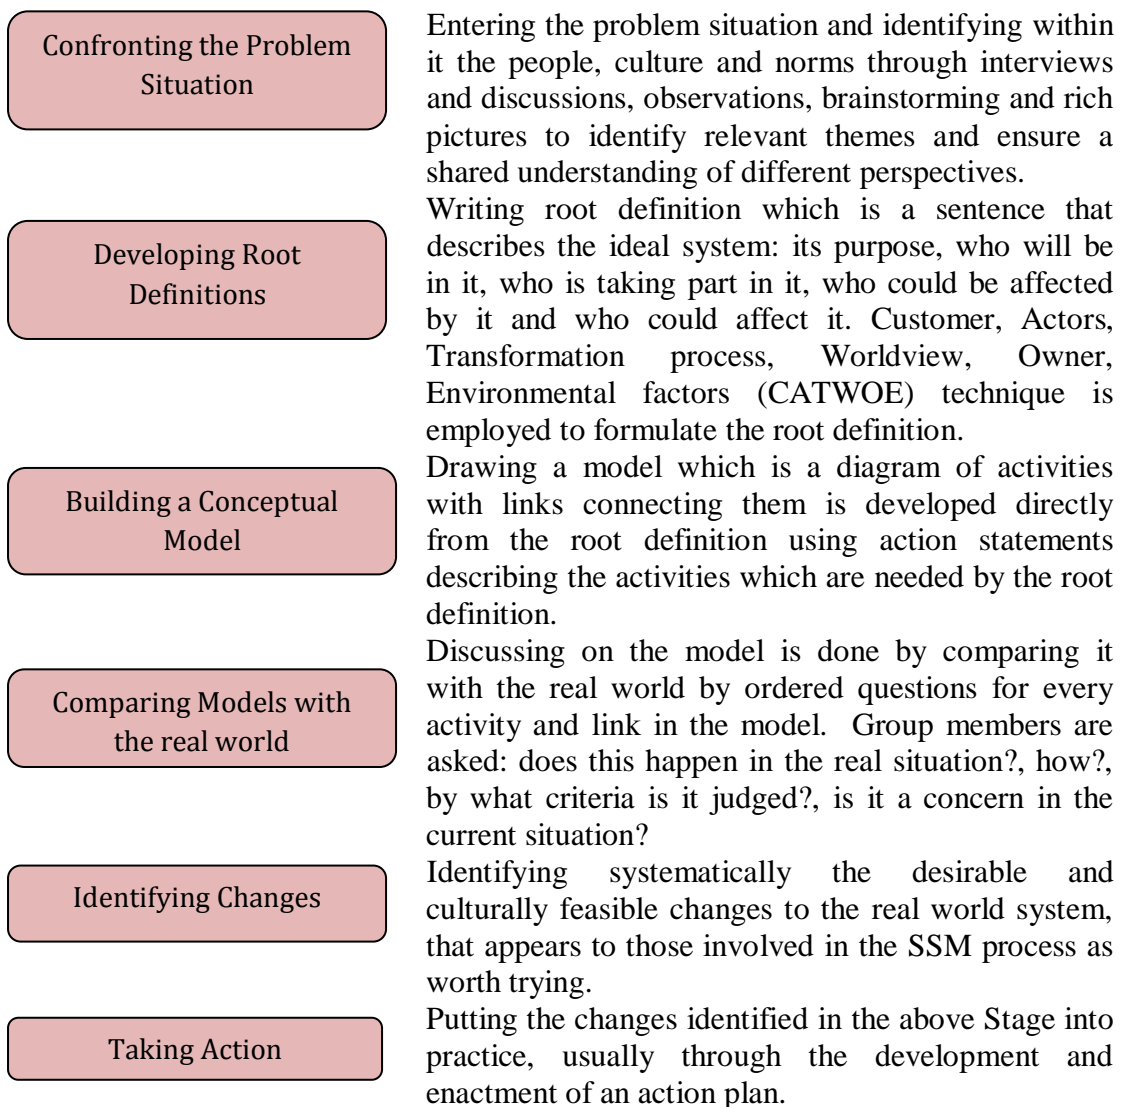 Confronting the Problem
Situation
Entering the problem situation and identifying within
it the people, culture and norms through interviews
and discussions, observations, brainstorming and rich
pictures to identify relevant themes and ensure a
shared understanding of different perspectives.
Developing Root
Definitions
Writing root definition which is a sentence that
describes the ideal system: its purpose, who will be
in it, who is taking part in it, who could be affected
by it and who could affect it. Customer, Actors,
Transformation process, Worldview, Owner,
Environmental factors (CATWOE) technique is
employed to formulate the root definition.
Building a Conceptual
Model
Drawing a model which is a diagram of activities
with links connecting them is developed directly
from the root definition using action statements
describing the activities which are needed by the root
definition.
Comparing Models with
the real world
Discussing on the model is done by comparing it
with the real world by ordered questions for every
activity and link in the model.  Group members are
asked: does this happen in the real situation?, how?,
by what criteria is it judged?, is it a concern in the
current situation?
Identifying Changes
Identifying systematically the desirable and
culturally feasible changes to the real world system,
that appears to those involved in the SSM process as
worth trying.
Taking Action
Putting the changes identified in the above Stage into
practice, usually through the development and
enactment of an action plan.